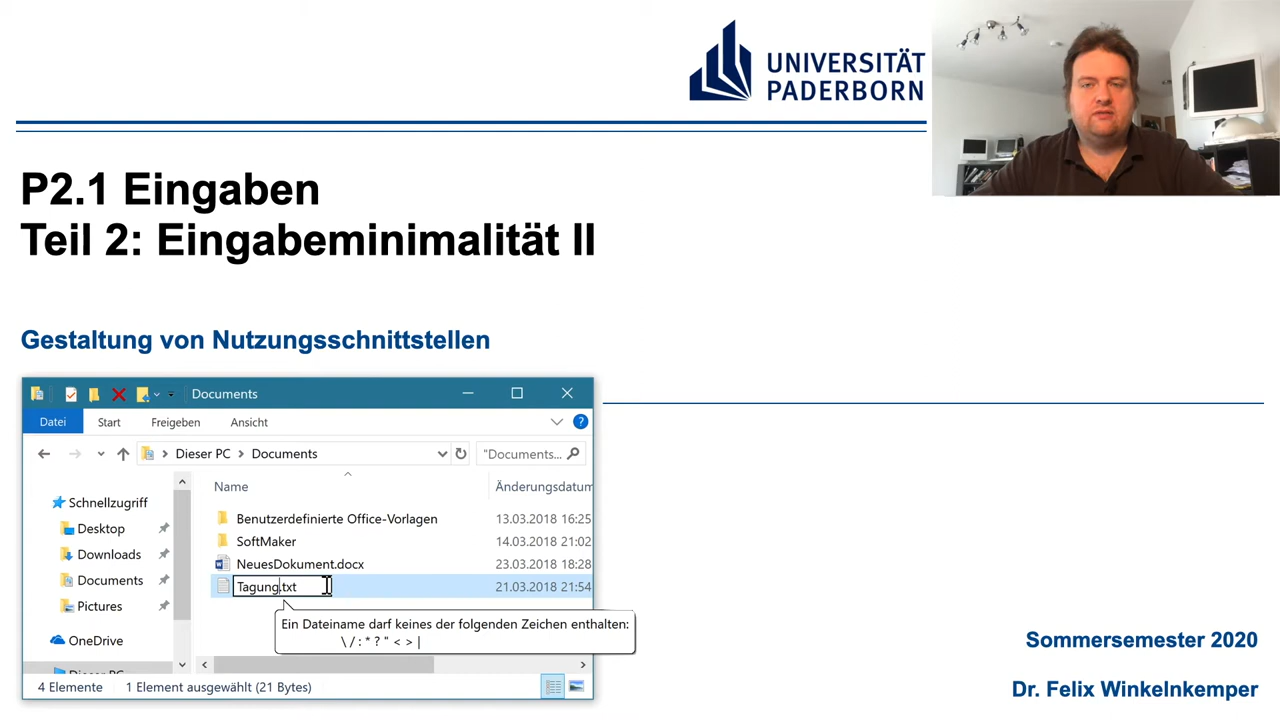 UNIVERSITÄT
PADERBORN
P2.1 Eingaben
Teil 2: Eingabeminimalität II
Gestaltung von Nutzungsschnittstellen
Documents
Datei Start Freigeben Ansicht ?
Dieser PC Documents "Documents...
Name Änderungsdatum
Schnellzugriff
Desktop
Downloads
Documents
Pictures
OneDrive
Dieser PC
Benutzerdefinierte Office-Vorlagen 13.03.2018 16:25
SoftMaker 14.03.2018 21:02
NeuesDokument.docx 23.03.2018 18:28
Tagung.txt 21.03.2018 21:54
Ein Dateiname darf keines der folgenden Zeichen enthalten:
\ / : * ? " < > |
4 Elemente 1 Element ausgewählt (21 Bytes)
Sommersemester 2020
Dr. Felix Winkelnkemper